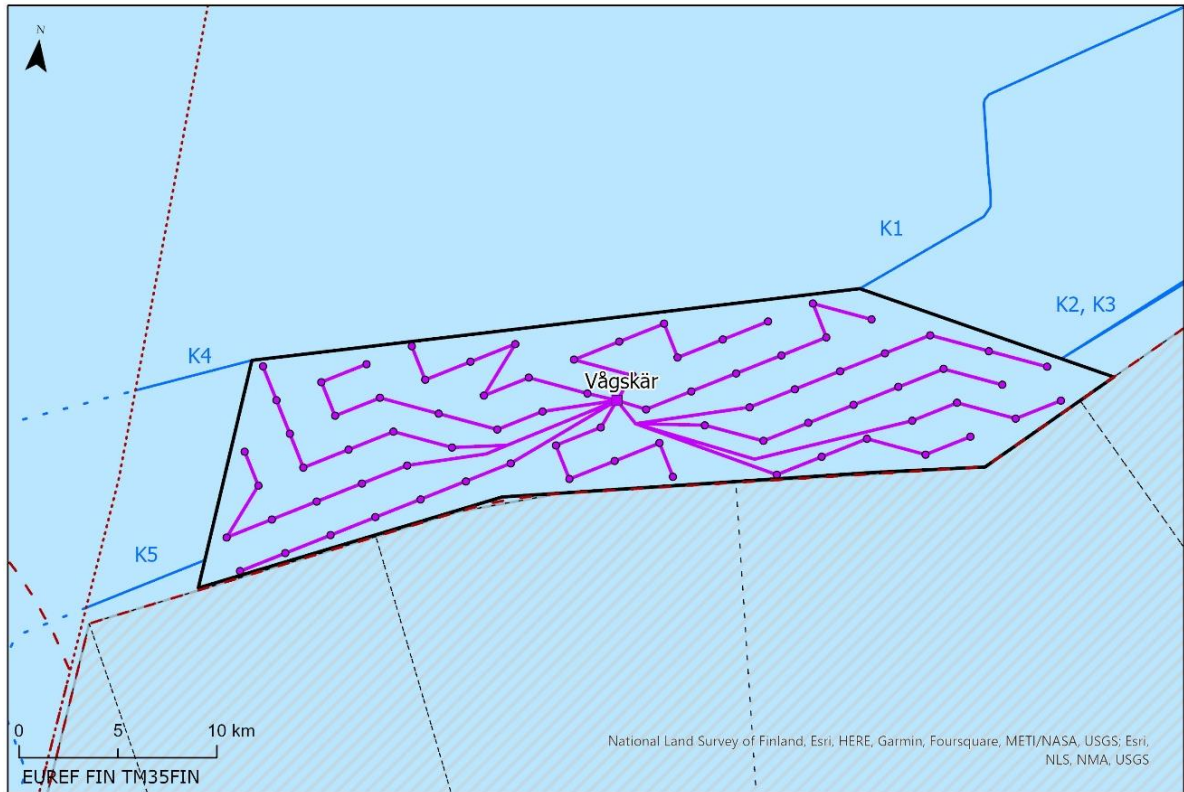 N
K1
K2, K3
K4
Vågskär
K5
0 5 10 km
EUREF FIN TM35FIN
National Land Survey of Finland, Esri, HERE, Garmin, Foursquare, METI/NASA, USGS; Esri,
NLS, NMA, USGS